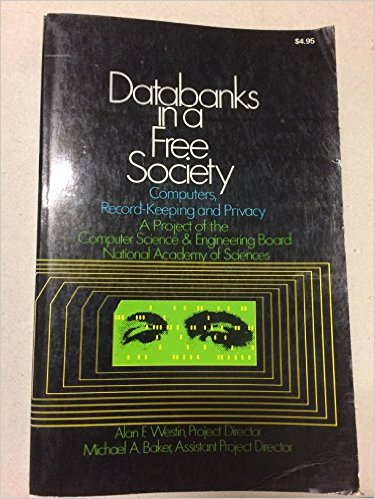 $4.95
Databanks
in a
Free
Society
Computers,
Record-Keeping and Privacy
A Project of the
Computer Science & Engineering Board
National Academy of Sciences
Alan F. Westin, Project Director
Michael A. Baker, Assistant Project Director